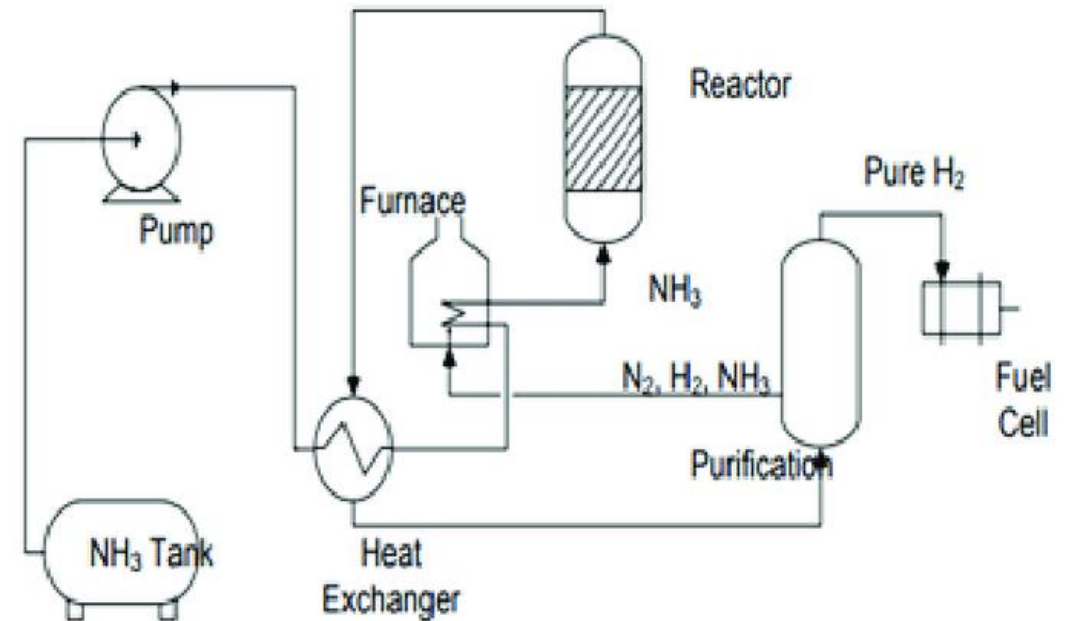 Reactor
Pure H₂
Furnace
Pump
NH₃
N₂, H₂, NH₃
Fuel
Cell
Purification
NH₃ Tank
Heat
Exchanger